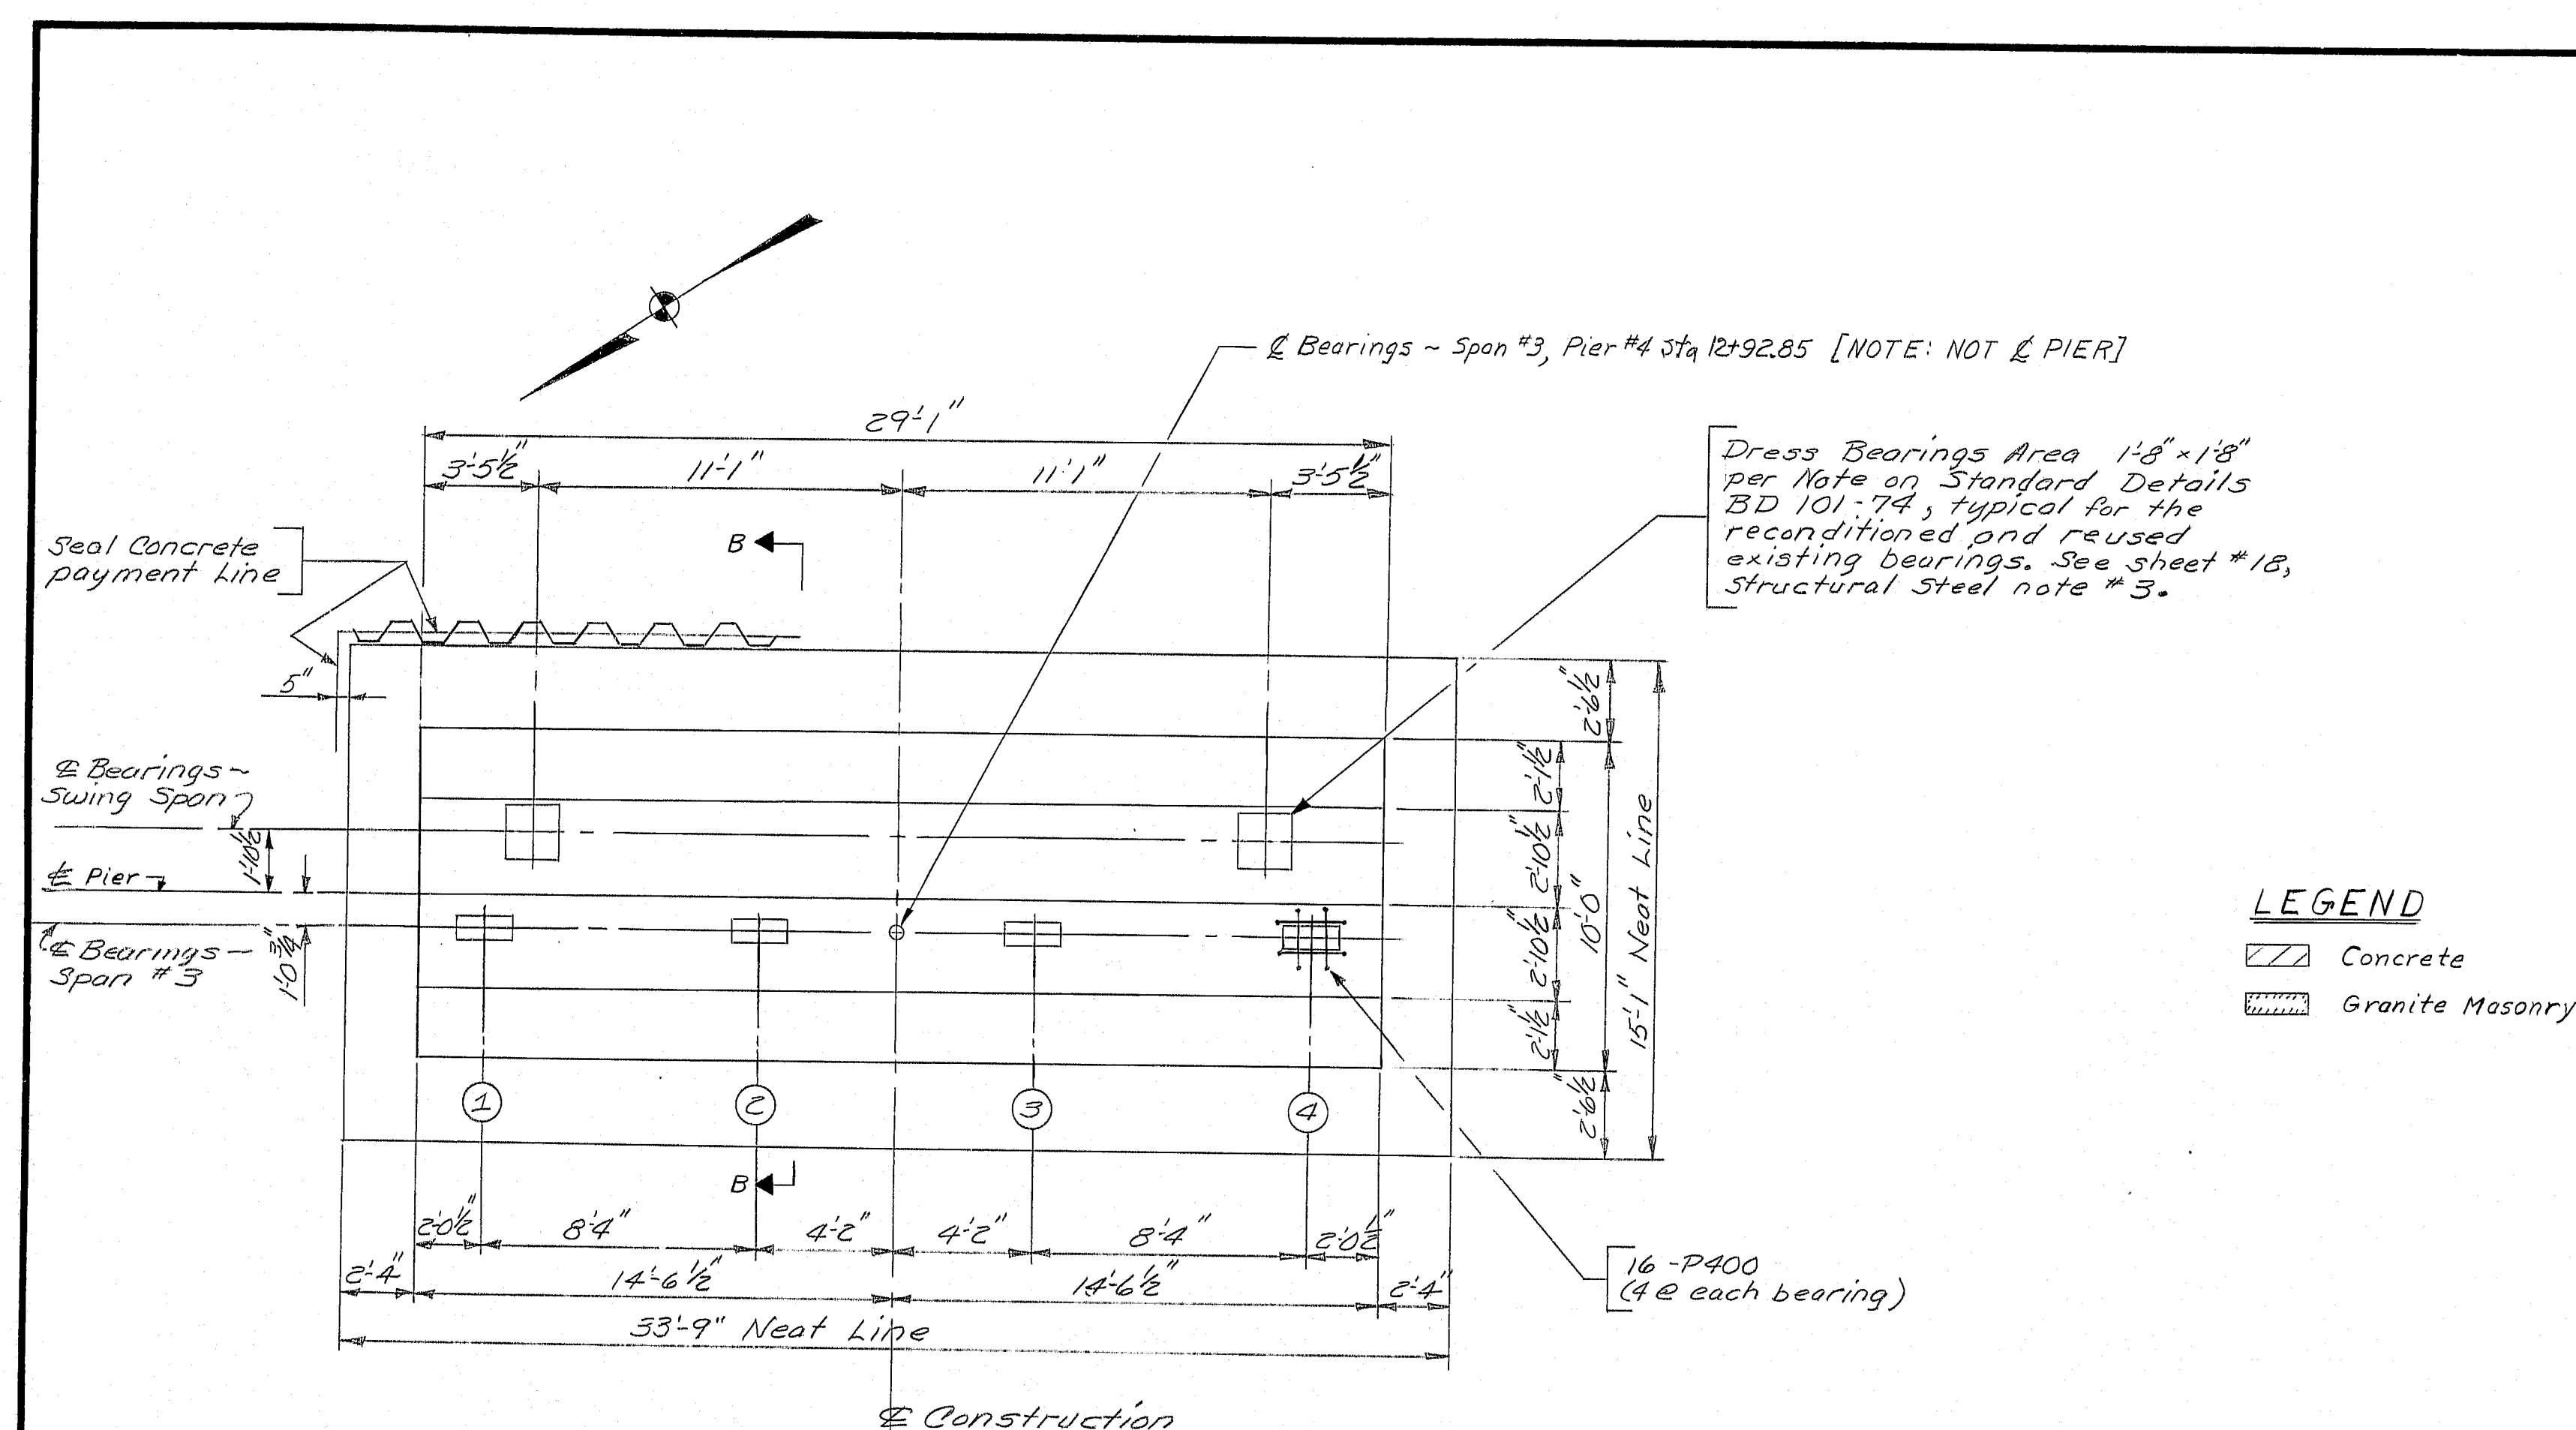 ℄ Bearings ~ Span #3, Pier #4 Sta 12+92.85 [NOTE: NOT ℄ PIER]
29'-1"
3'-5½"
11'-1"
11'-1"
3'-5½"
Dress Bearings Area 1'-8" × 1'-8"
per Note on Standard Details
BD 101-74, typical for the
reconditioned and reused
existing bearings. See sheet #18,
Structural Steel note #3.
B
Seal Concrete
payment Line
5"
2'-6½"
2'-1½"
2'-10½"
2'-10½"
2'-1½"
10'-0"
2'-6½"
15'-1" Neat Line
℄ Bearings ~
Swing Span
1'-10½"
℄ Pier
℄ Bearings -
Span #3
1'-0¾"
LEGEND
Concrete
Granite Masonry
1
2
3
4
B
2'-0½"
8'-4"
4'-2"
4'-2"
8'-4"
2'-0½"
2'-4"
14'-6½"
14'-6½"
2'-4"
33'-9" Neat Line
16 - P400
(4 @ each bearing)
℄ Construction